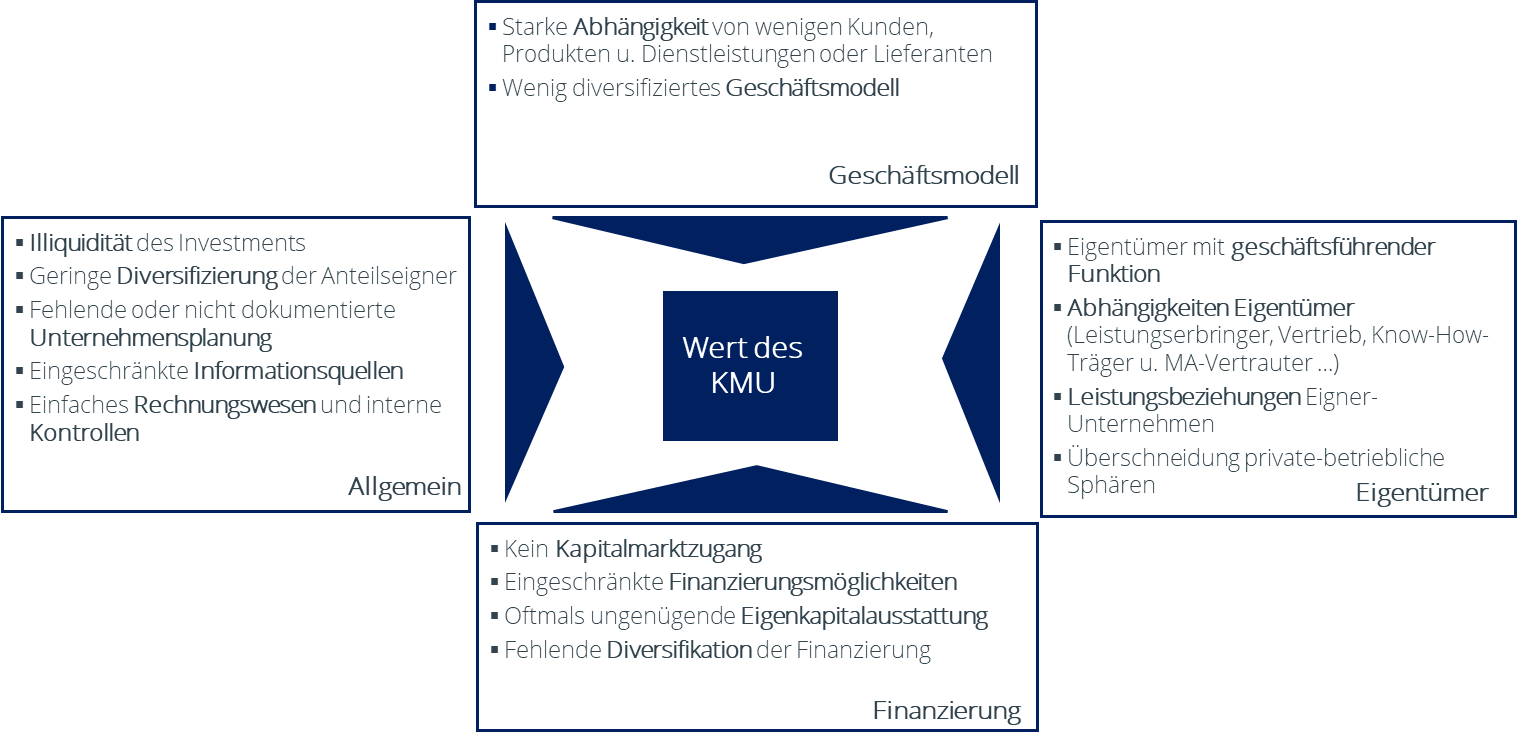 ▪ Starke Abhängigkeit von wenigen Kunden,
Produkten u. Dienstleistungen oder Lieferanten
▪ Wenig diversifiziertes Geschäftsmodell
Geschäftsmodell
▪ Illiquidität des Investments
▪ Geringe Diversifizierung der Anteilseigner
▪ Fehlende oder nicht dokumentierte
Unternehmensplanung
▪ Eingeschränkte Informationsquellen
▪ Einfaches Rechnungswesen und interne
Kontrollen
Allgemein
Wert des
KMU
▪ Eigentümer mit geschäftsführender
Funktion
▪ Abhängigkeiten Eigentümer
(Leistungserbringer, Vertrieb, Know-How-
Träger u. MA-Vertrauter ...)
▪ Leistungsbeziehungen Eigner-
Unternehmen
▪ Überschneidung private-betriebliche
Sphären
Eigentümer
▪ Kein Kapitalmarktzugang
▪ Eingeschränkte Finanzierungsmöglichkeiten
▪ Oftmals ungenügende Eigenkapitalausstattung
▪ Fehlende Diversifikation der Finanzierung
Finanzierung